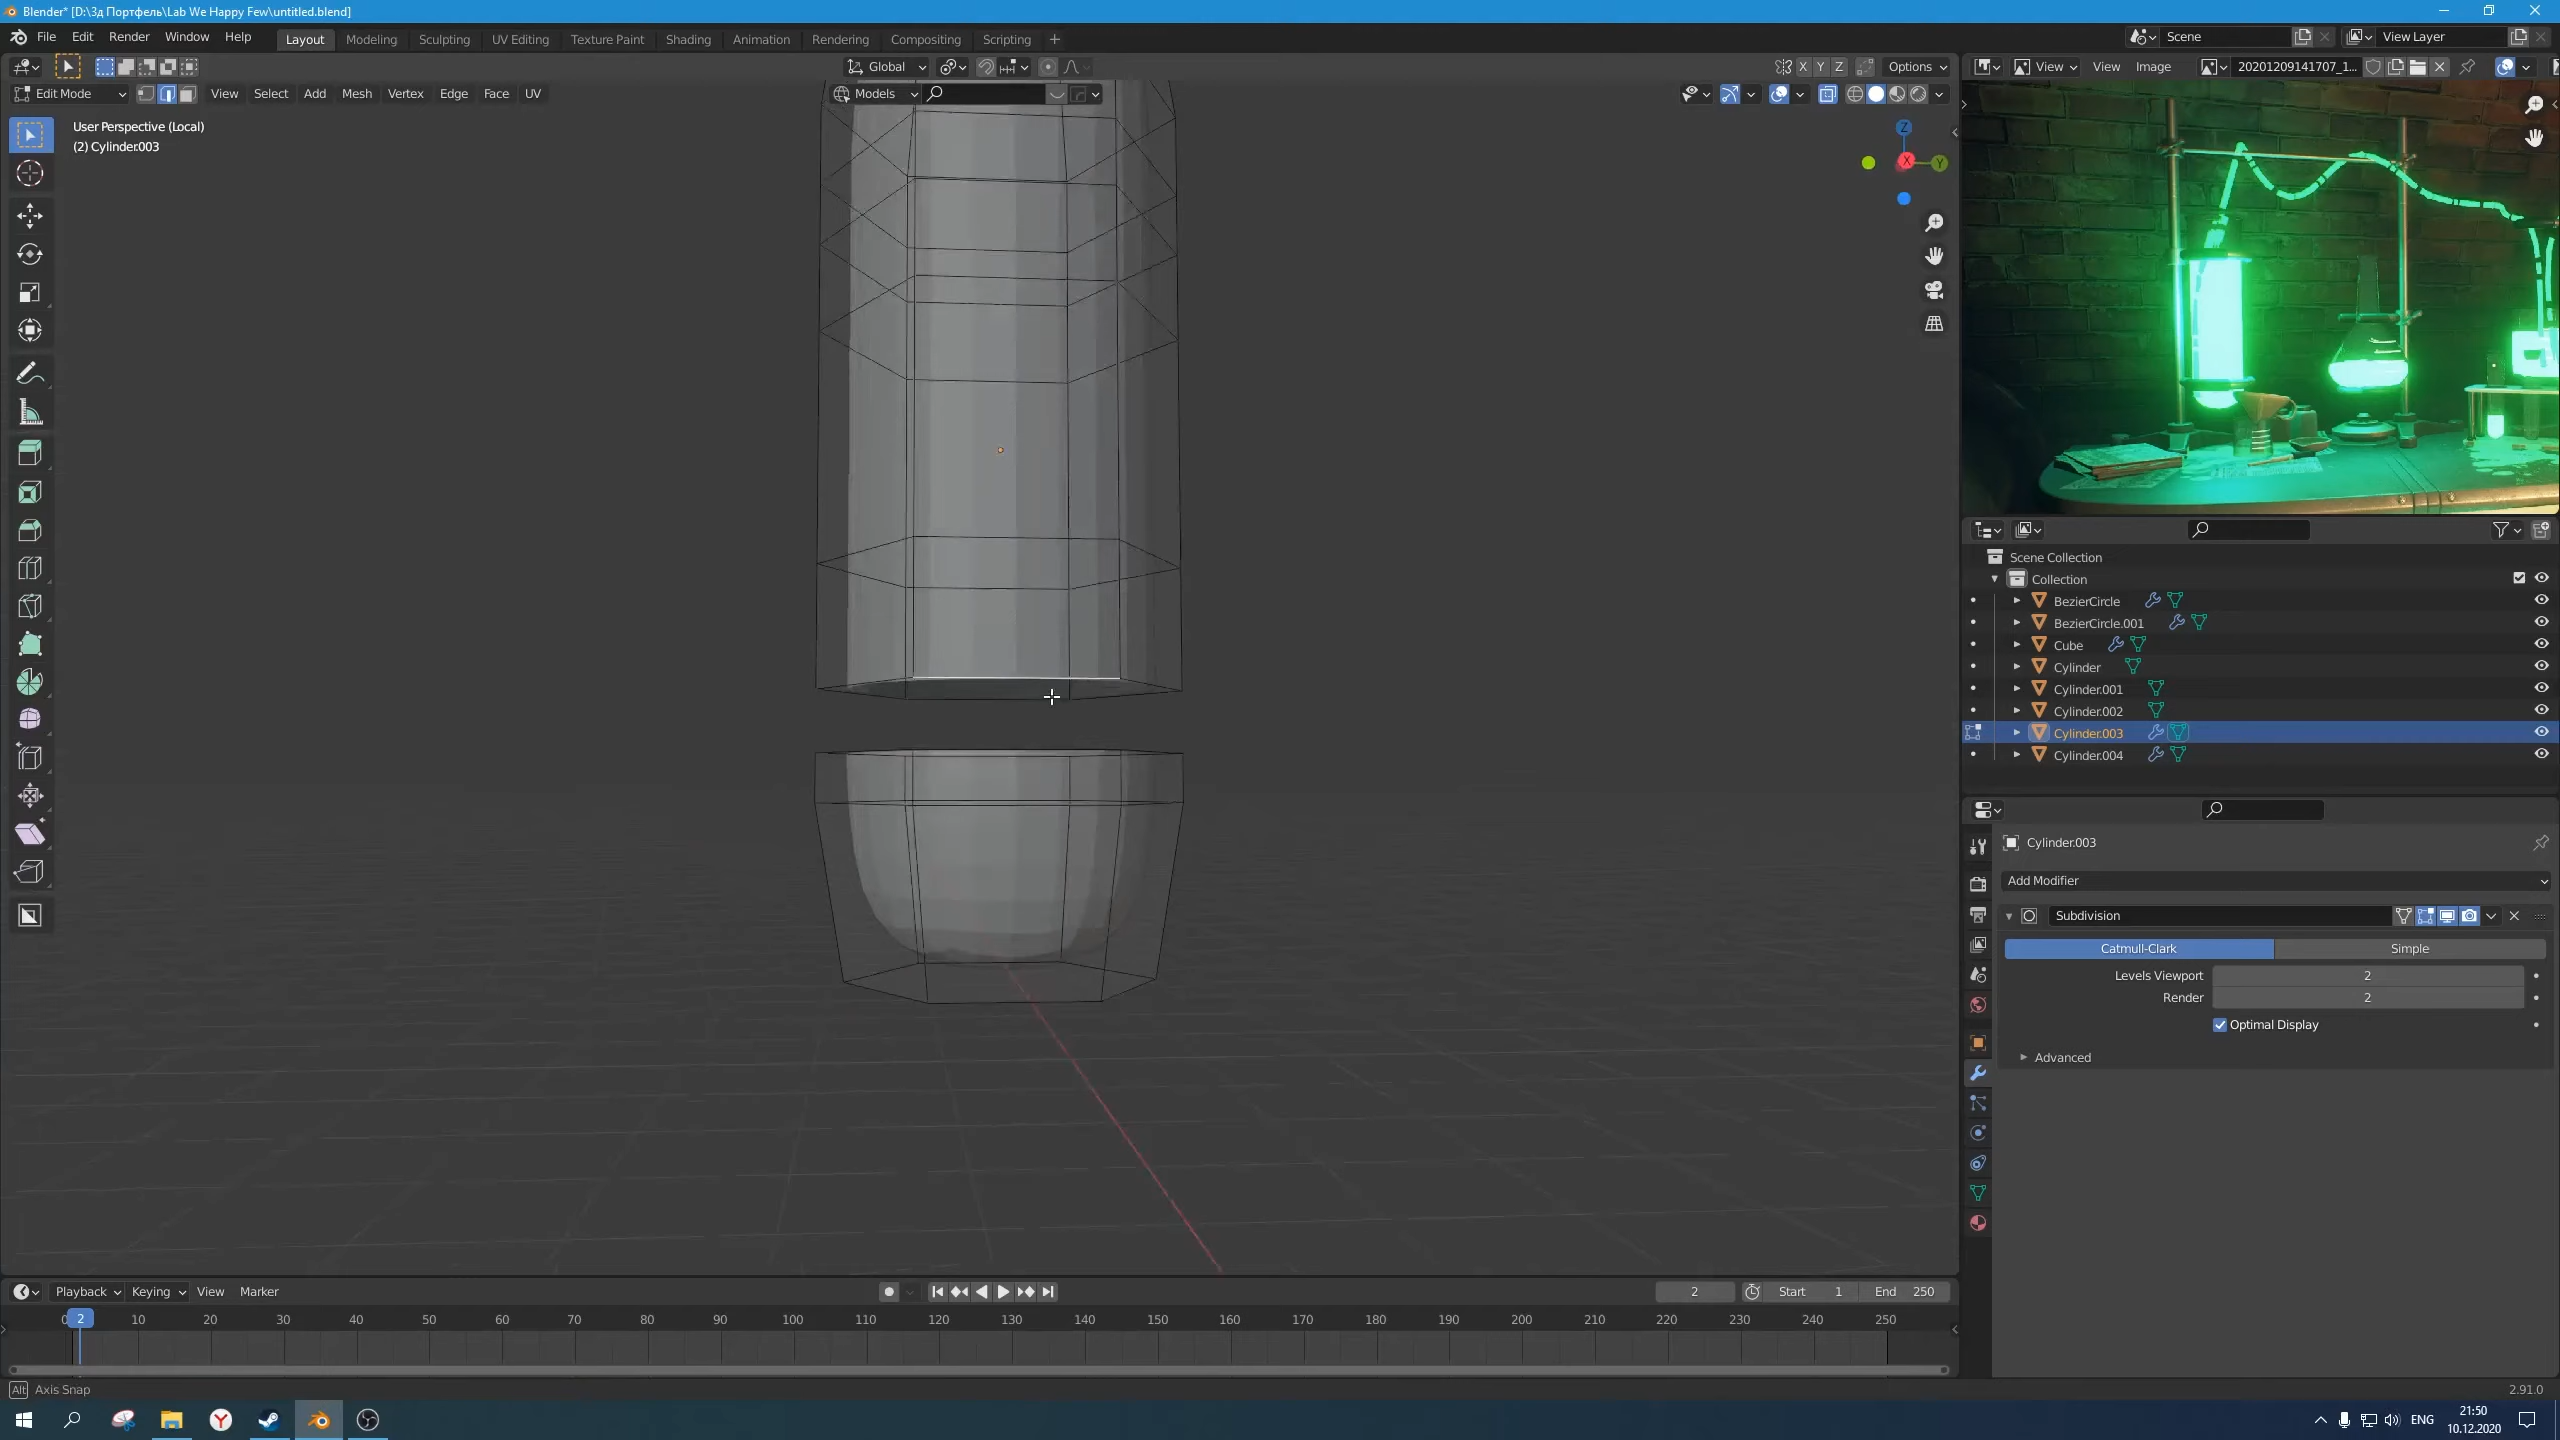 Blender* [D:\3д Портфель\Lab We Happy Few\untitled.blend]
File Edit Render Window Help Layout Modeling Sculpting UV Editing Texture Paint Shading Animation Rendering Compositing Scripting + Scene View Layer
Global X Y Z Options View View Image 20201209141707_1...
Edit Mode View Select Add Mesh Vertex Edge Face UV Models
User Perspective (Local)
(2) Cylinder.003
Z
X Y
Scene Collection
Collection
BezierCircle
BezierCircle.001
Cube
Cylinder
Cylinder.001
Cylinder.002
Cylinder.003
Cylinder.004
Cylinder.003
Add Modifier
Subdivision
Catmull-Clark Simple
Levels Viewport 2
Render 2
Optimal Display
Advanced
Playback Keying View Marker 2 Start 1 End 250
0 2 10 20 30 40 50 60 70 80 90 100 110 120 130 140 150 160 170 180 190 200 210 220 230 240 250
Alt Axis Snap 2.91.0
ENG 21:50
10.12.2020